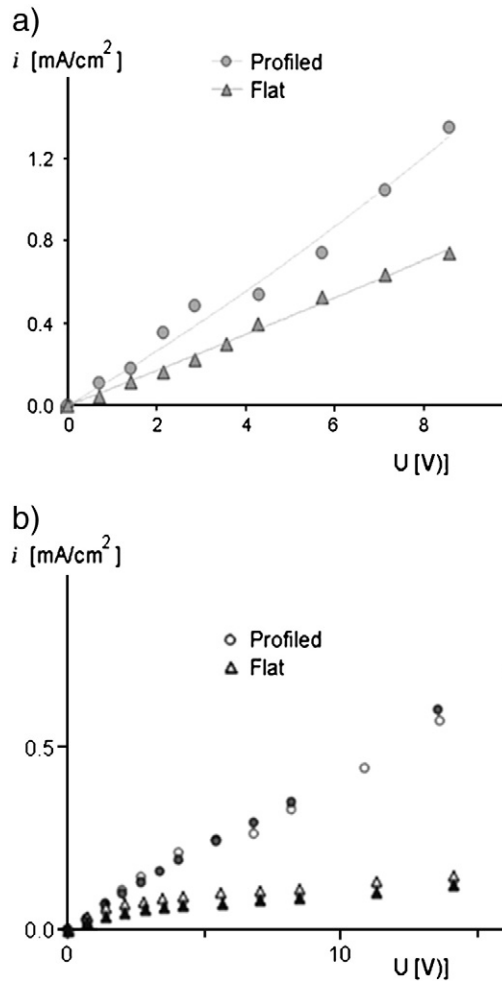 a)
i [mA/cm2]
Profiled
Flat
1.2
0.8
0.4
0.0
0 2 4 6 8
U [V)]
b)
i [mA/cm2]
Profiled
Flat
0.5
0.0
0 10
U [V)]